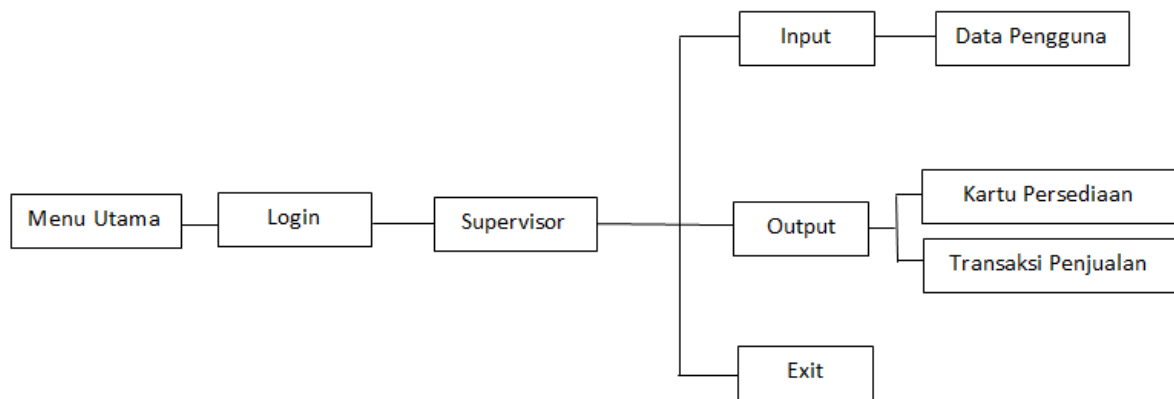 Menu Utama
Login
Supervisor
Input
Data Pengguna
Output
Kartu Persediaan
Transaksi Penjualan
Exit